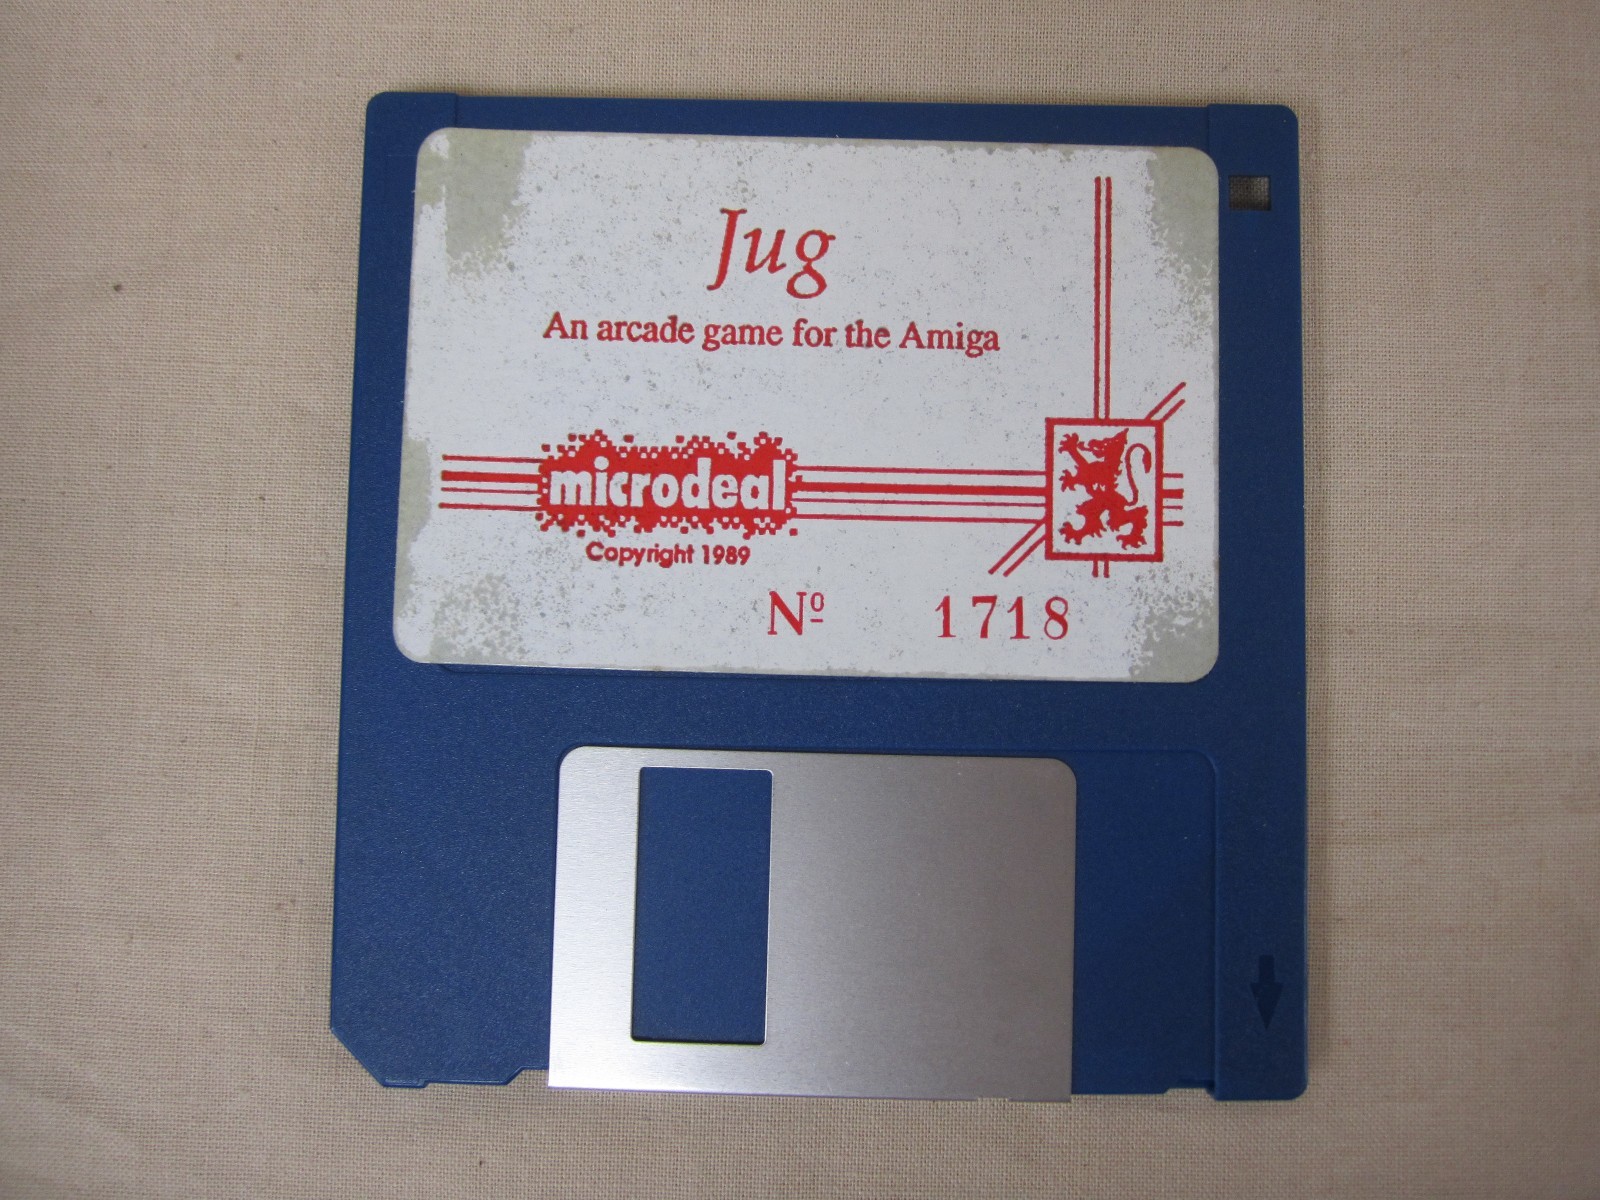 Jug
An arcade game for the Amiga
microdeal
Copyright 1989
Nº 1718